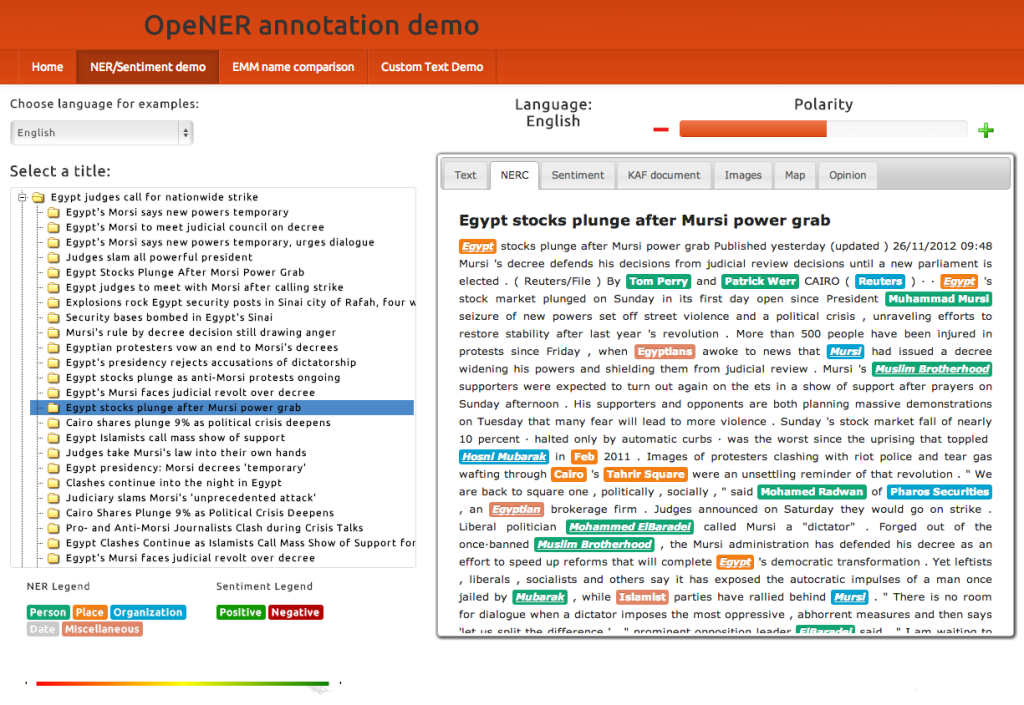 OpeNER annotation demo
Home
NER/Sentiment demo
EMM name comparison
Custom Text Demo
Choose language for examples:
English
Language:
English
Polarity
Select a title:
Egypt judges call for nationwide strike
Egypt's Morsi says new powers temporary
Egypt's Morsi to meet judicial council on decree
Egypt's Morsi says new powers temporary, urges dialogue
Judges slam all powerful president
Egypt Stocks Plunge After Morsi Power Grab
Egypt judges to meet with Morsi after calling strike
Explosions rock Egypt security posts in Sinai city of Rafah, four w
Security bases bombed in Egypt's Sinai
Mursi's rule by decree decision still drawing anger
Egyptian protesters vow an end to Morsi's decrees
Egypt's presidency rejects accusations of dictatorship
Egypt stocks plunge as anti-Morsi protests ongoing
Egypt's Mursi faces judicial revolt over decree
Egypt stocks plunge after Mursi power grab
Cairo shares plunge 9% as political crisis deepens
Egypt Islamists call mass show of support
Judges take Mursi's law into their own hands
Egypt presidency: Morsi decrees 'temporary'
Clashes continue into the night in Egypt
Judiciary slams Morsi's 'unprecedented attack'
Cairo Shares Plunge 9% as Political Crisis Deepens
Pro- and Anti-Morsi Journalists Clash during Crisis Talks
Egypt Clashes Continue as Islamists Call Mass Show of Support for
Egypt's Mursi faces judicial revolt over decree
NER Legend
Person Place Organization
Date Miscellaneous
Sentiment Legend
Positive Negative
Text
NERC
Sentiment
KAF document
Images
Map
Opinion
Egypt stocks plunge after Mursi power grab
Egypt stocks plunge after Mursi power grab Published yesterday (updated ) 26/11/2012 09:48
Mursi 's decree defends his decisions from judicial review decisions until a new parliament is
elected . ( Reuters/File ) By Tom Perry and Patrick Werr CAIRO ( Reuters ) · · Egypt 's
stock market plunged on Sunday in its first day open since President Muhammad Mursi
seizure of new powers set off street violence and a political crisis , unraveling efforts to
restore stability after last year 's revolution . More than 500 people have been injured in
protests since Friday , when Egyptians awoke to news that Mursi had issued a decree
widening his powers and shielding them from judicial review . Mursi 's Muslim Brotherhood
supporters were expected to turn out again on the ets in a show of support after prayers on
Sunday afternoon . His supporters and opponents are both planning massive demonstrations
on Tuesday that many fear will lead to more violence . Sunday 's stock market fall of nearly
10 percent · halted only by automatic curbs · was the worst since the uprising that toppled
Hosni Mubarak in Feb 2011 . Images of protesters clashing with riot police and tear gas
wafting through Cairo 's Tahrir Square were an unsettling reminder of that revolution . " We
are back to square one , politically , socially , " said Mohamed Radwan of Pharos Securities
, an Egyptian brokerage firm . Judges announced on Saturday they would go on strike .
Liberal politician Mohammed ElBaradei called Mursi a "dictator" . Forged out of the
once-banned Muslim Brotherhood , the Mursi administration has defended his decree as an
effort to speed up reforms that will complete Egypt 's democratic transformation . Yet leftists
, liberals , socialists and others say it has exposed the autocratic impulses of a man once
jailed by Mubarak , while Islamist parties have rallied behind Mursi . " There is no room
for dialogue when a dictator imposes the most oppressive , abhorrent measures and then says
'let us split the difference ' , " prominent opposition leader ElBaradei said . " I am waiting to